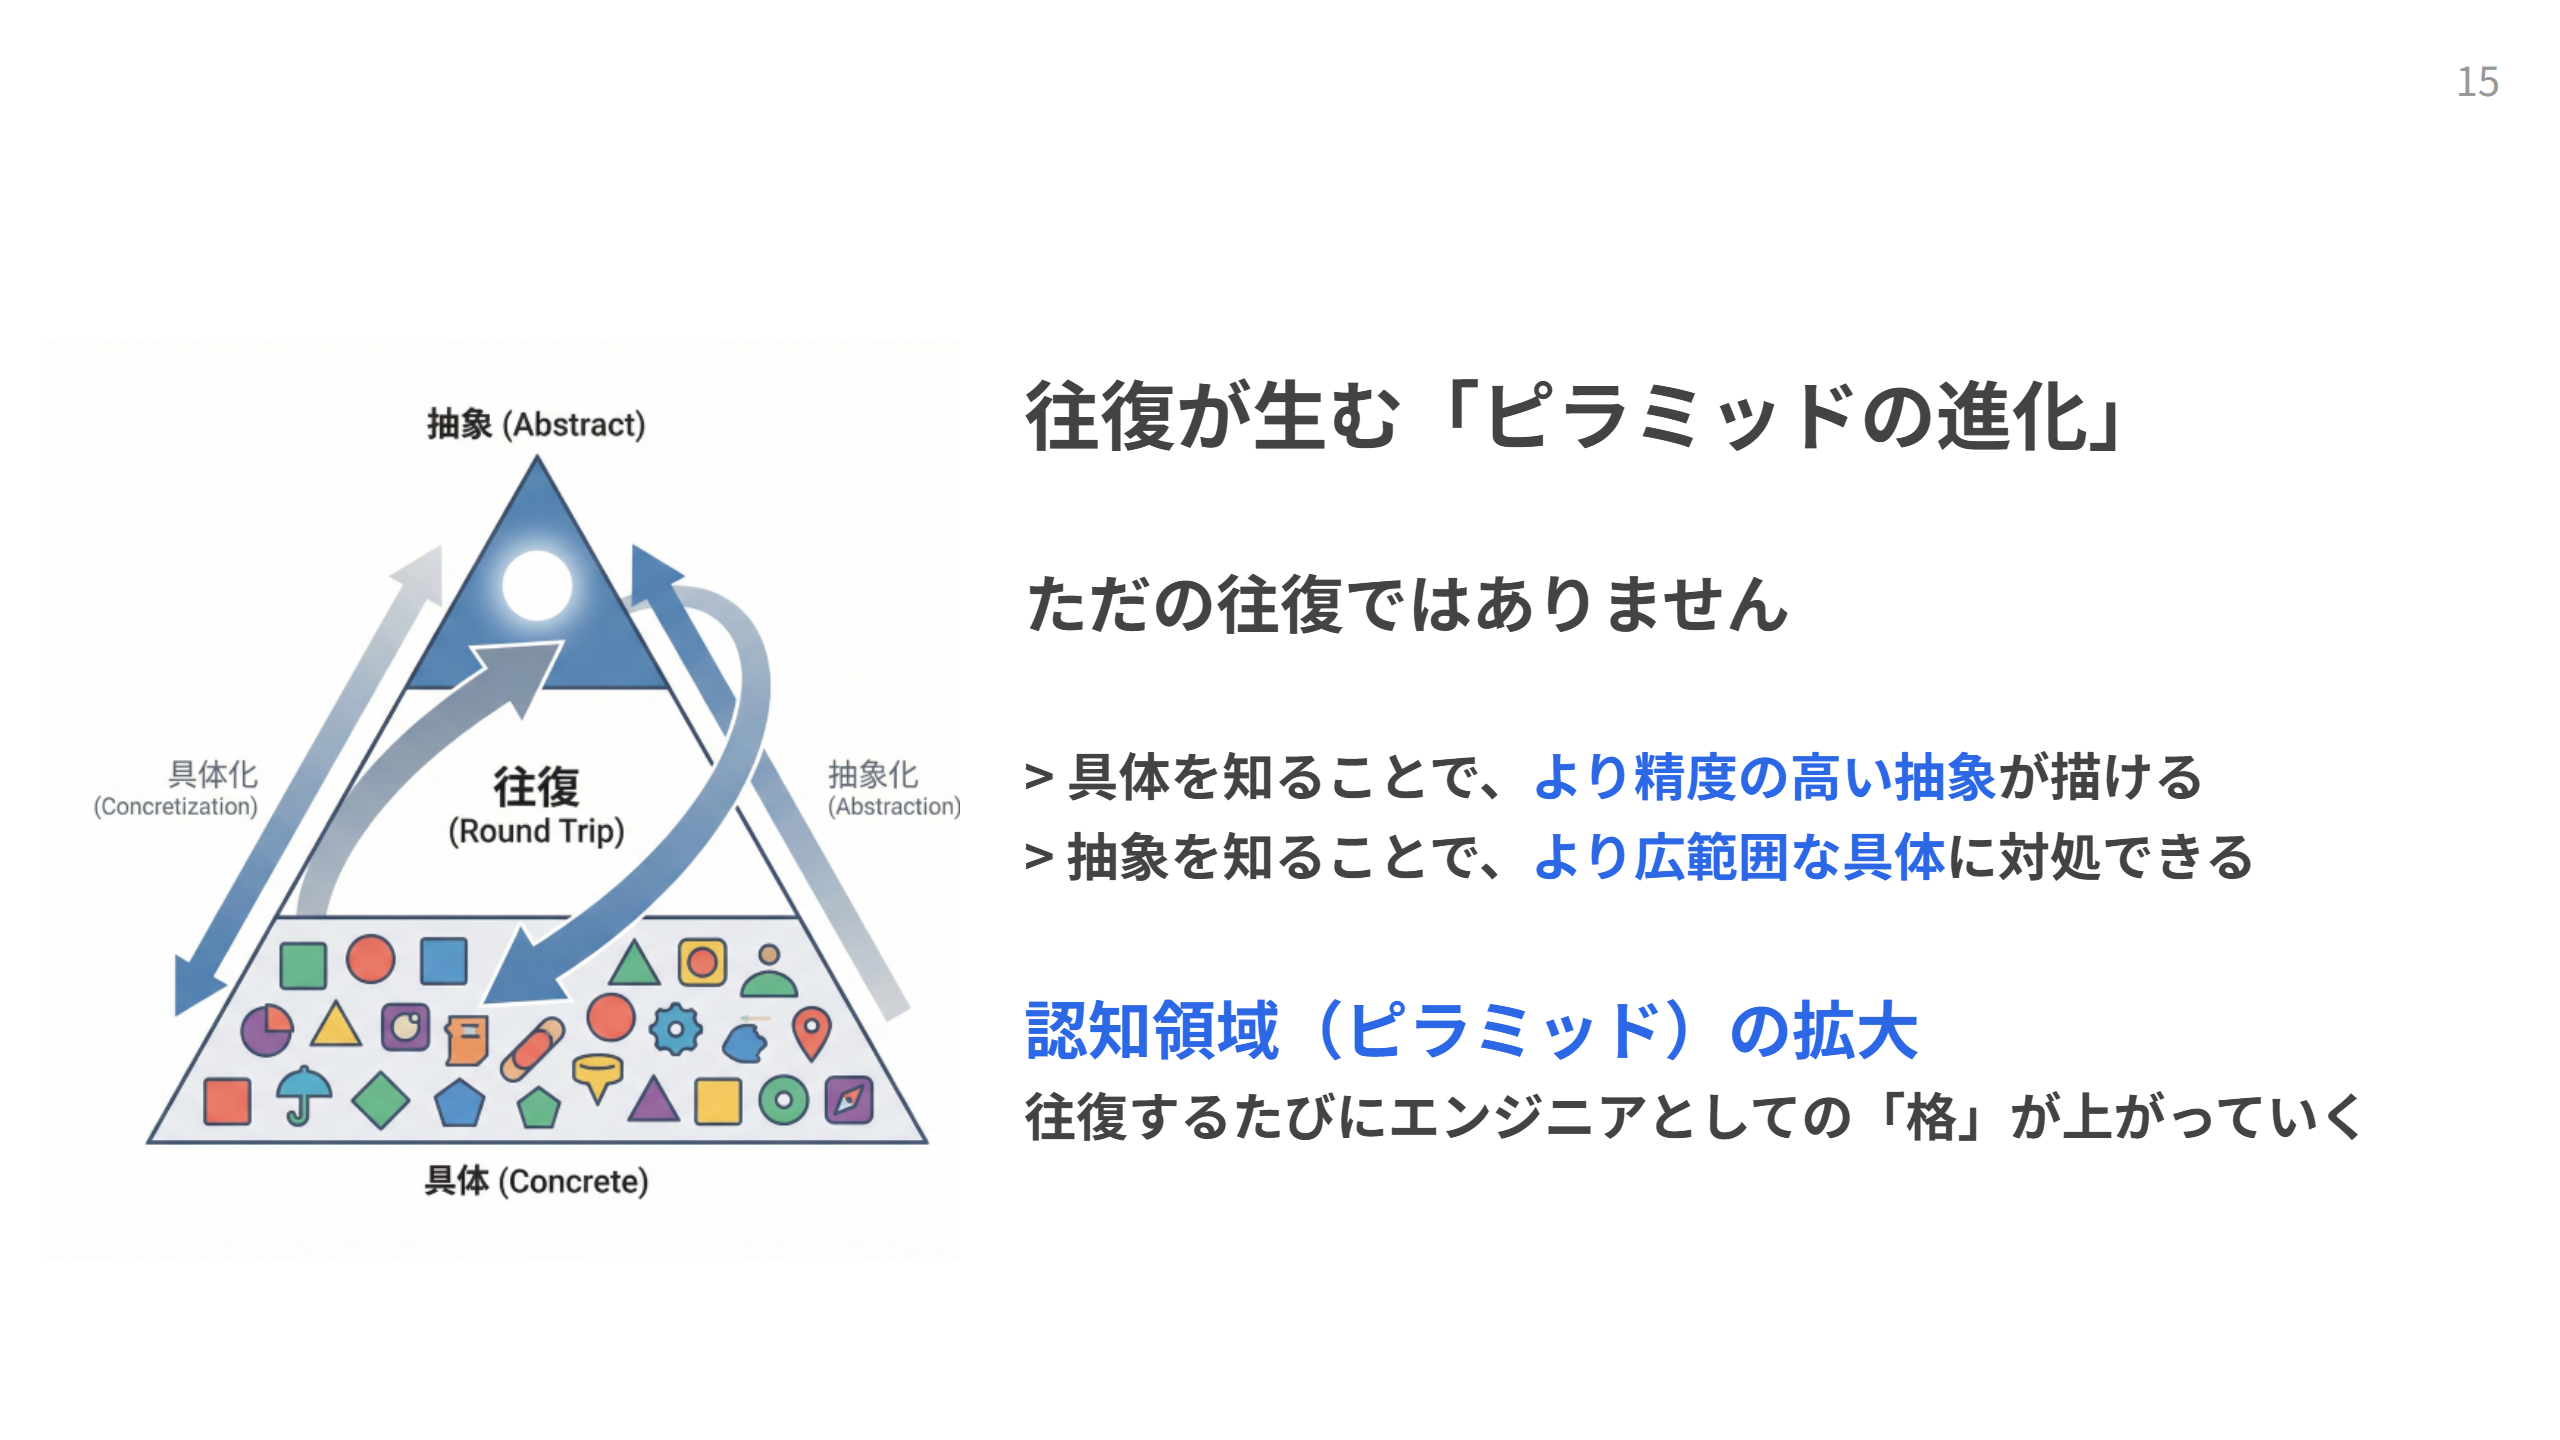 15
抽象 (Abstract)
具体化
(Concretization)
往復
(Round Trip)
抽象化
(Abstraction)
具体 (Concrete)
往復が生む「ピラミッドの進化」
ただの往復ではありません
> 具体を知ることで、より精度の高い抽象が描ける
> 抽象を知ることで、より広範囲な具体に対処できる
認知領域（ピラミッド）の拡大
往復するたびにエンジニアとしての「格」が上がっていく